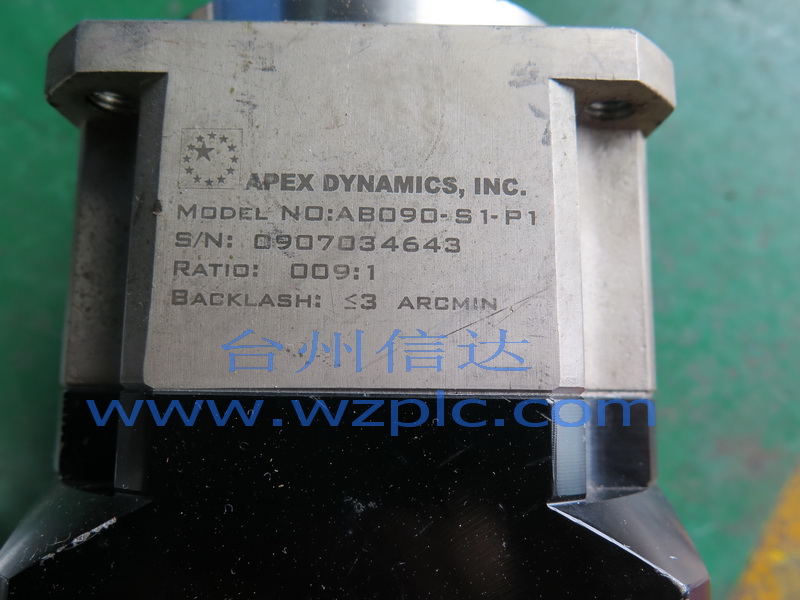 APEX DYNAMICS, INC.
MODEL NO:AB090-S1-P1
S/N: 0907034643
RATIO: 009:1
BACKLASH: ≤3 ARCMIN
台州信达
www.wzplc.com